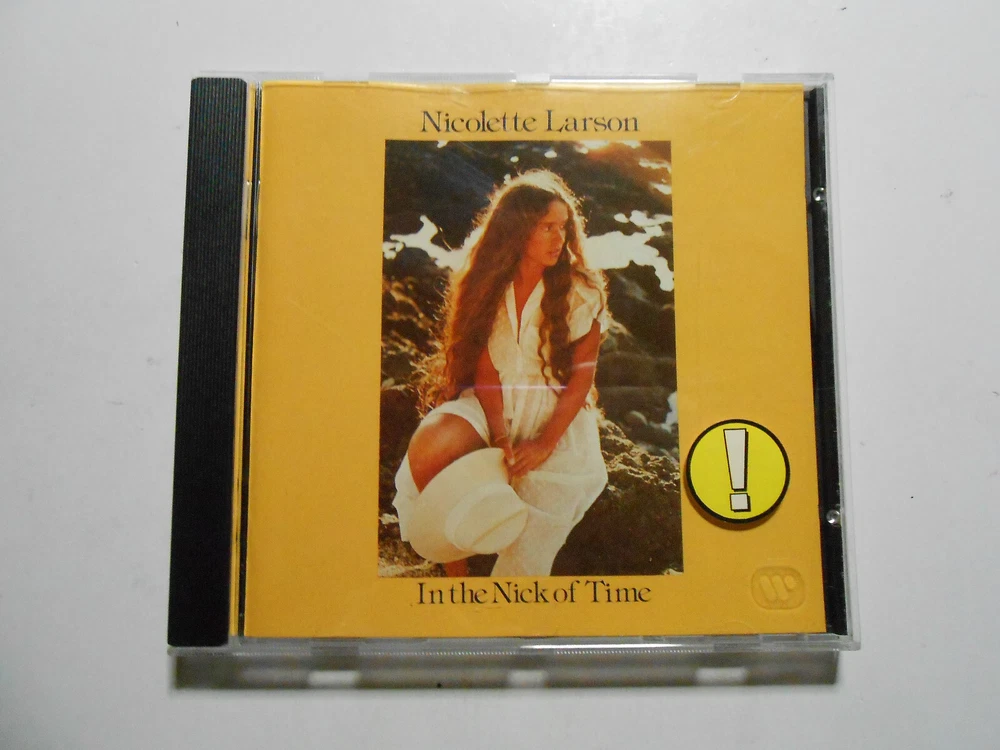 Nicolette Larson
!
In the Nick of Time